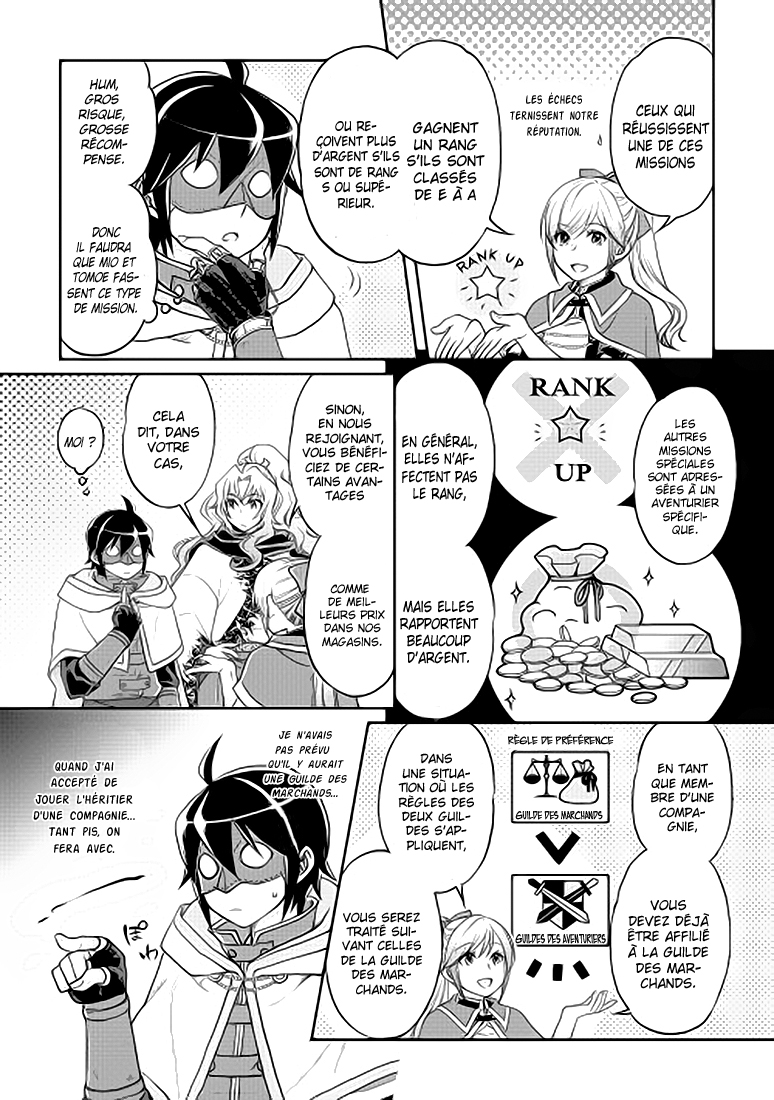 CEUX QUI
RÉUSSISSENT
UNE DE CES
MISSIONS
LES ÉCHECS
TERNISSENT NOTRE
RÉPUTATION.
GAGNENT
UN RANG
S'ILS SONT
CLASSÉS
DE E À A
OU RE-
ÇOIVENT PLUS
D'ARGENT S'ILS
SONT DE RANG
S OU SUPÉ-
RIEUR.
RANK UP
HUM,
GROS
RISQUE,
GROSSE
RÉCOM-
PENSE.
DONC
IL FAUDRA
QUE MIO ET
TOMOE FAS-
SENT CE TYPE
DE MISSION.
RANK
UP
LES
AUTRES
MISSIONS
SPÉCIALES
SONT ADRES-
SÉES À UN
AVENTURIER
SPÉCIFI-
QUE.
EN GÉNÉRAL,
ELLES N'AF-
FECTENT PAS
LE RANG,
MAIS ELLES
RAPPORTENT
BEAUCOUP
D'ARGENT.
SINON,
EN NOUS
REJOIGNANT,
VOUS BÉNÉFI-
CIEZ DE CER-
TAINS AVAN-
TAGES
COMME
DE MEIL-
LEURS PRIX
DANS NOS
MAGASINS.
CELA
DIT, DANS
VOTRE
CAS,
MOI ?
EN TANT
QUE MEM-
BRE D'UNE
COMPA-
GNIE,
VOUS
DEVEZ DÉJÀ
ÊTRE AFFILIÉ
À LA GUILDE
DES MAR-
CHANDS.
RÈGLE DE PRÉFÉRENCE
GUILDE DES MARCHANDS
GUILDES DES AVENTURIERS
DANS
UNE SITUA-
TION OÙ LES
RÈGLES DES
DEUX GUIL-
DES S'AP-
PLIQUENT,
VOUS SEREZ
TRAITÉ SUI-
VANT CELLES
DE LA GUILDE
DES MAR-
CHANDS.
JE N'AVAIS
PAS PRÉVU
QU'IL Y AURAIT
UNE GUILDE DES
MARCHANDS...
QUAND J'AI
ACCEPTÉ DE
JOUER L'HÉRITIER
D'UNE COMPAGNIE...
TANT PIS, ON
FERA AVEC.
ぽわ